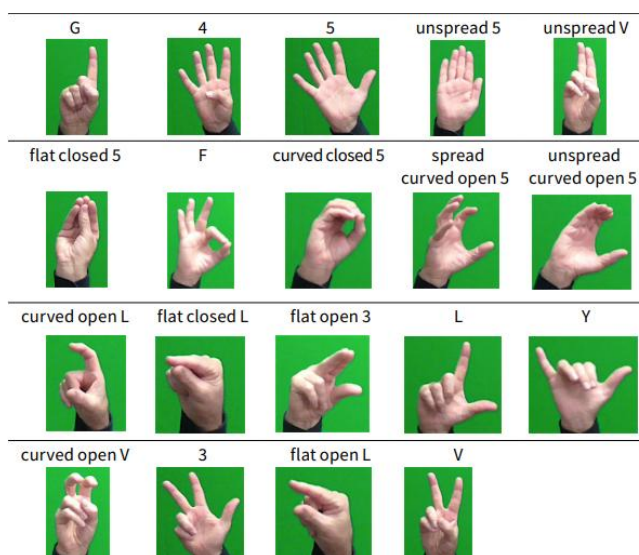 G 4 5 unspread 5 unspread V
flat closed 5 F curved closed 5 spread curved open 5 unspread curved open 5
curved open L flat closed L flat open 3 L Y
curved open V 3 flat open L V